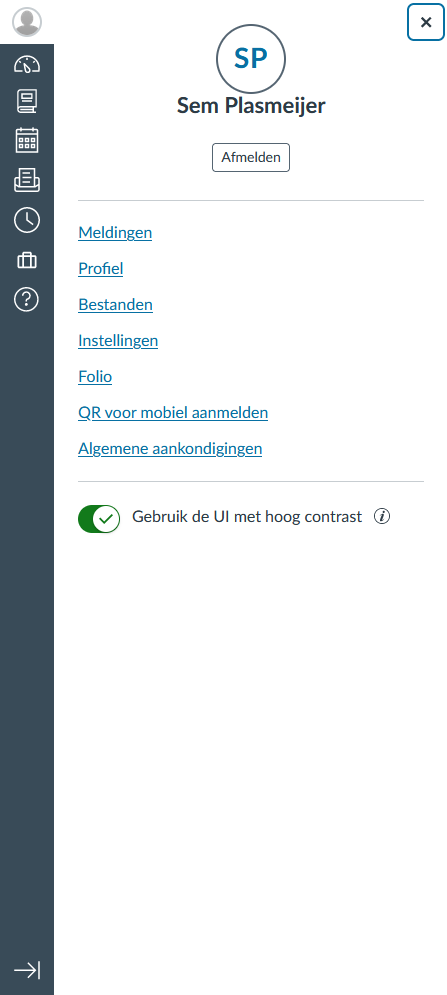 SP
Sem Plasmeijer
Afmelden
Meldingen
Profiel
Bestanden
Instellingen
Folio
QR voor mobiel aanmelden
Algemene aankondigingen
Gebruik de UI met hoog contrast